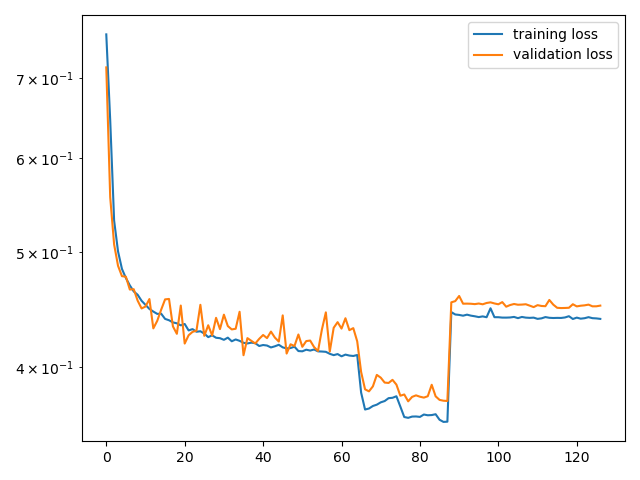 training loss
validation loss
7 × 10⁻¹
6 × 10⁻¹
5 × 10⁻¹
4 × 10⁻¹
0 20 40 60 80 100 120